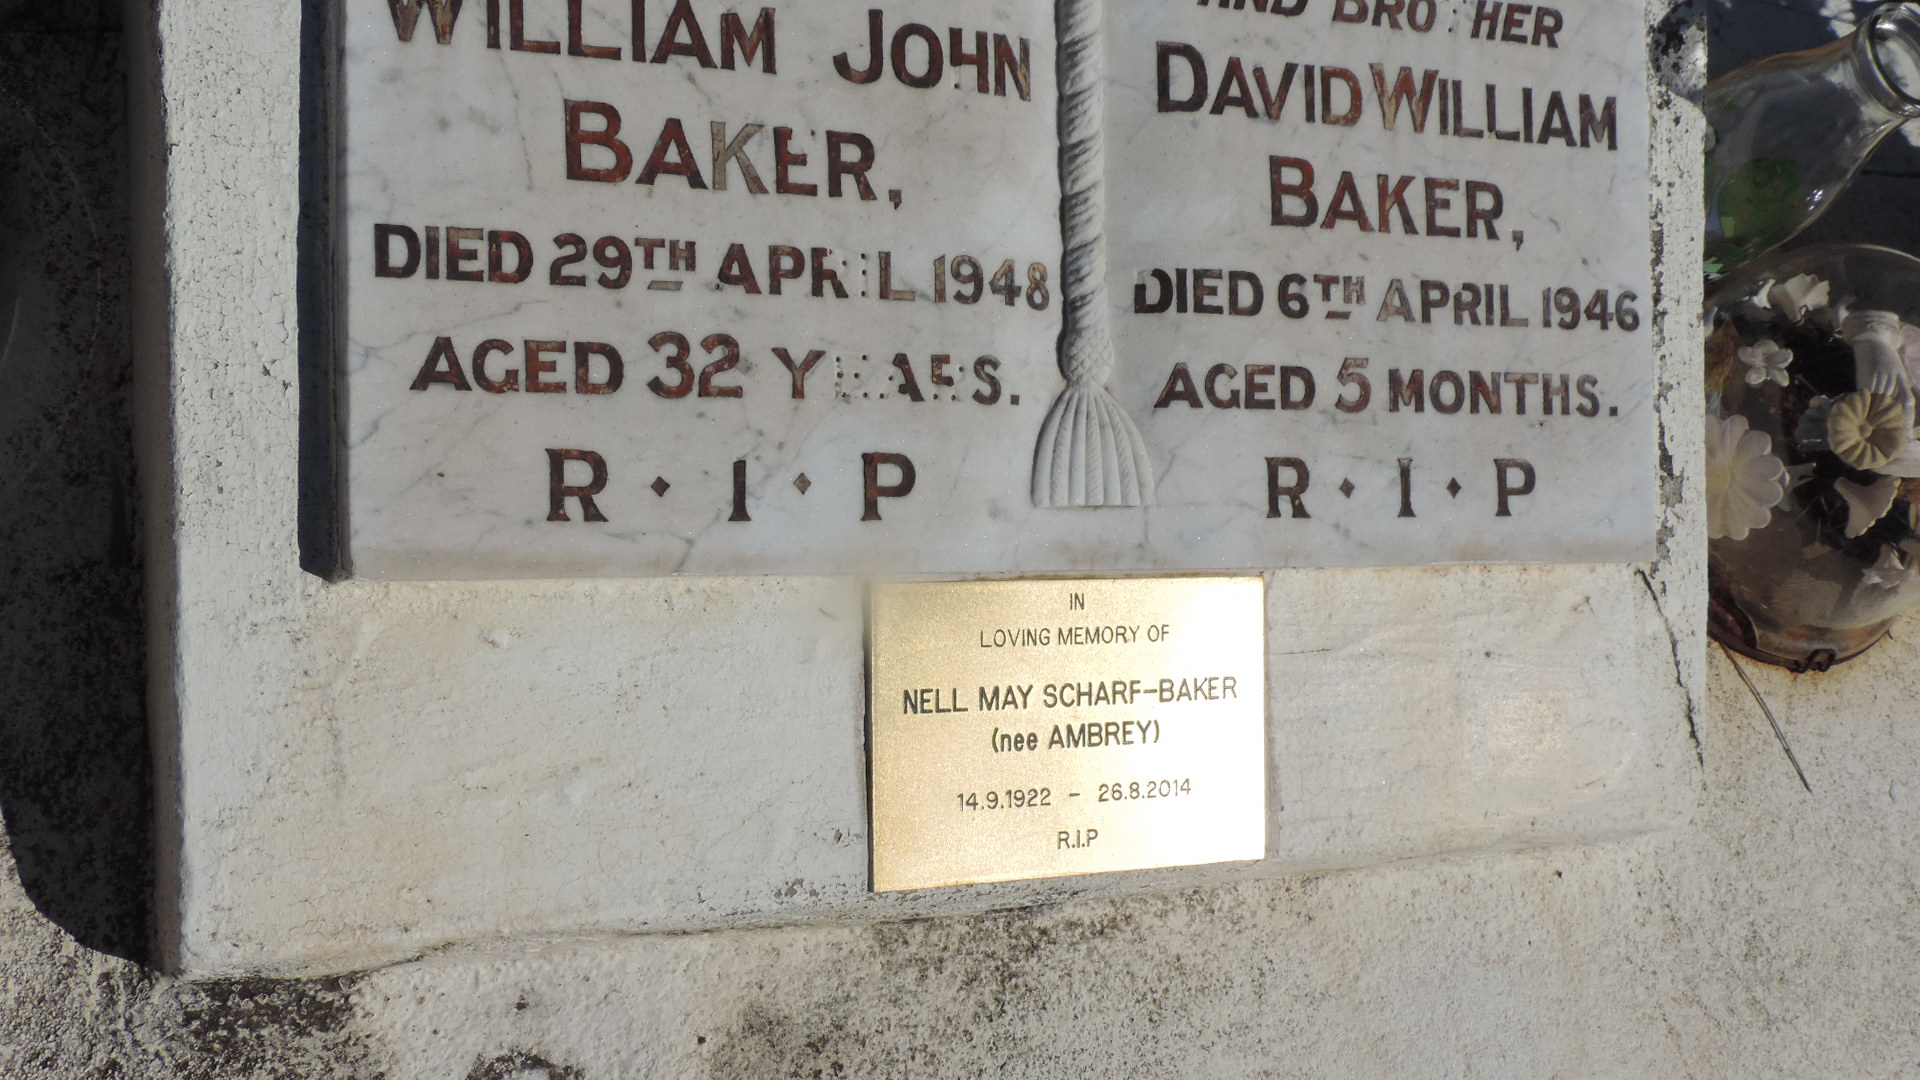 WILLIAM JOHN
BAKER,
DIED 29TH APRIL 1948
AGED 32 YEARS.
R · I · P
AND BROTHER
DAVID WILLIAM
BAKER,
DIED 6TH APRIL 1946
AGED 5 MONTHS.
R · I · P
IN
LOVING MEMORY OF
NELL MAY SCHARF-BAKER
(nee AMBREY)
14.9.1922 - 26.8.2014
R.I.P